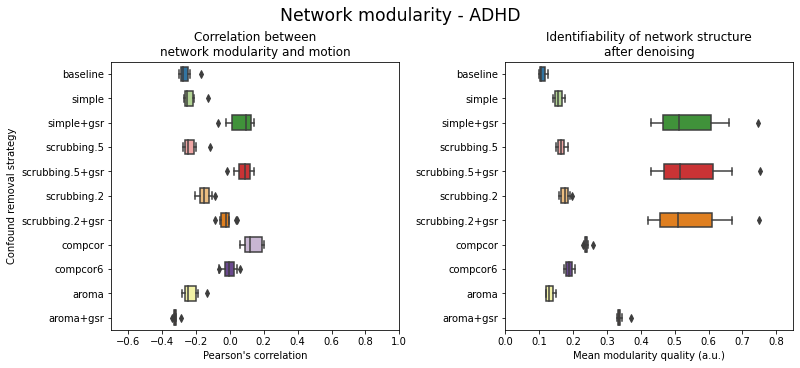 Network modularity - ADHD
Correlation between
network modularity and motion
Confound removal strategy
baseline
simple
simple+gsr
scrubbing.5
scrubbing.5+gsr
scrubbing.2
scrubbing.2+gsr
compcor
compcor6
aroma
aroma+gsr
−0.6 −0.4 −0.2 0.0 0.2 0.4 0.6 0.8 1.0
Pearson's correlation
Identifiability of network structure
after denoising
baseline
simple
simple+gsr
scrubbing.5
scrubbing.5+gsr
scrubbing.2
scrubbing.2+gsr
compcor
compcor6
aroma
aroma+gsr
0.0 0.1 0.2 0.3 0.4 0.5 0.6 0.7 0.8
Mean modularity quality (a.u.)